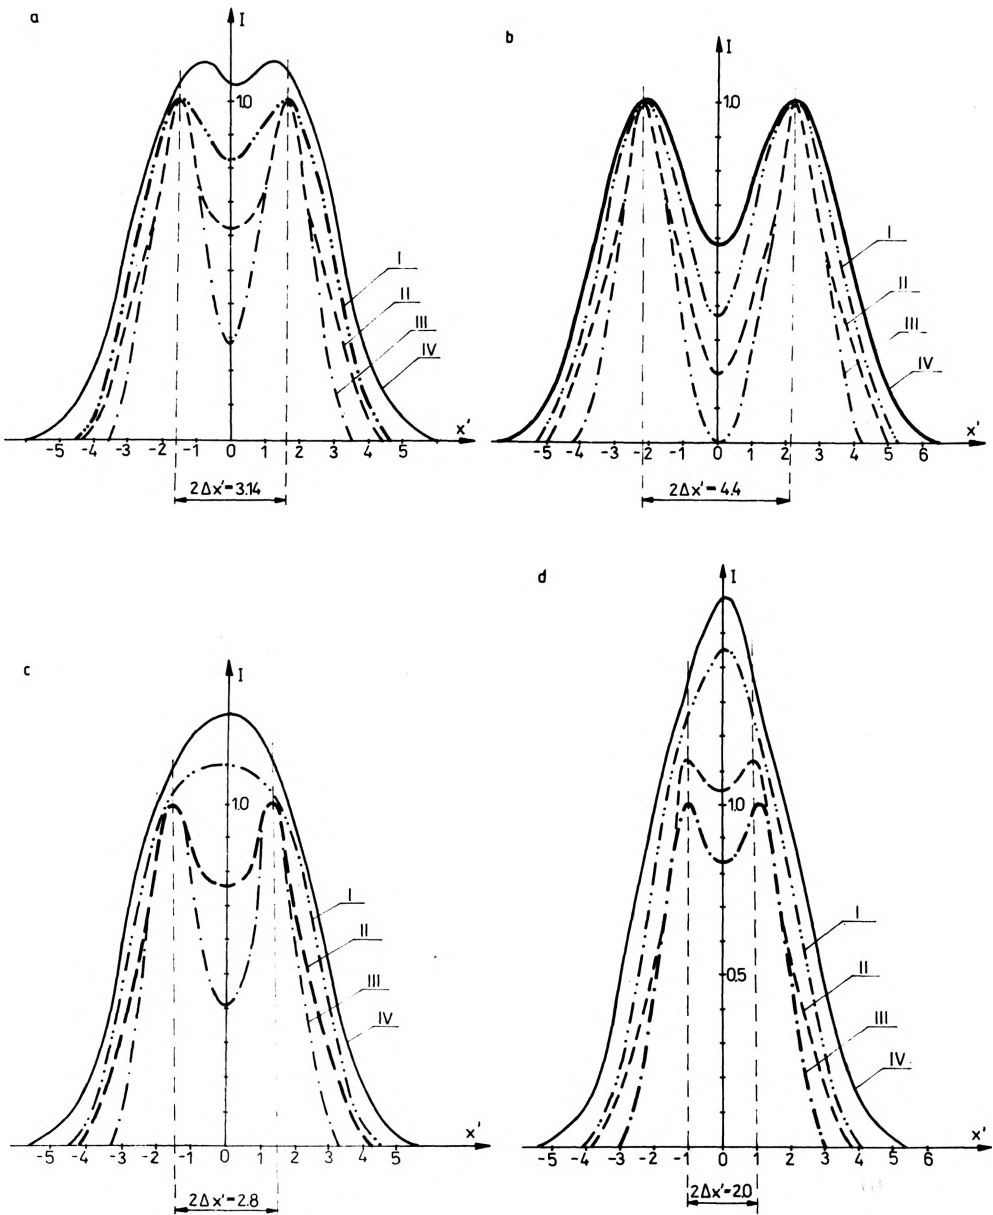 a
I
1.0
I
II
III
IV
-5 -4 -3 -2 -1 0 1 2 3 4 5 x'
2Δx'=3.14
b
I
1.0
I
II
III
IV
-5 -4 -3 -2 -1 0 1 2 3 4 5 6 x'
2Δx'=4.4
c
I
1.0
I
II
III
IV
-5 -4 -3 -2 -1 0 1 2 3 4 5 x'
2Δx'=2.8
d
I
1.0
0.5
I
II
III
IV
-5 -4 -3 -2 -1 0 1 2 3 4 5 6 x'
2Δx'=2.0